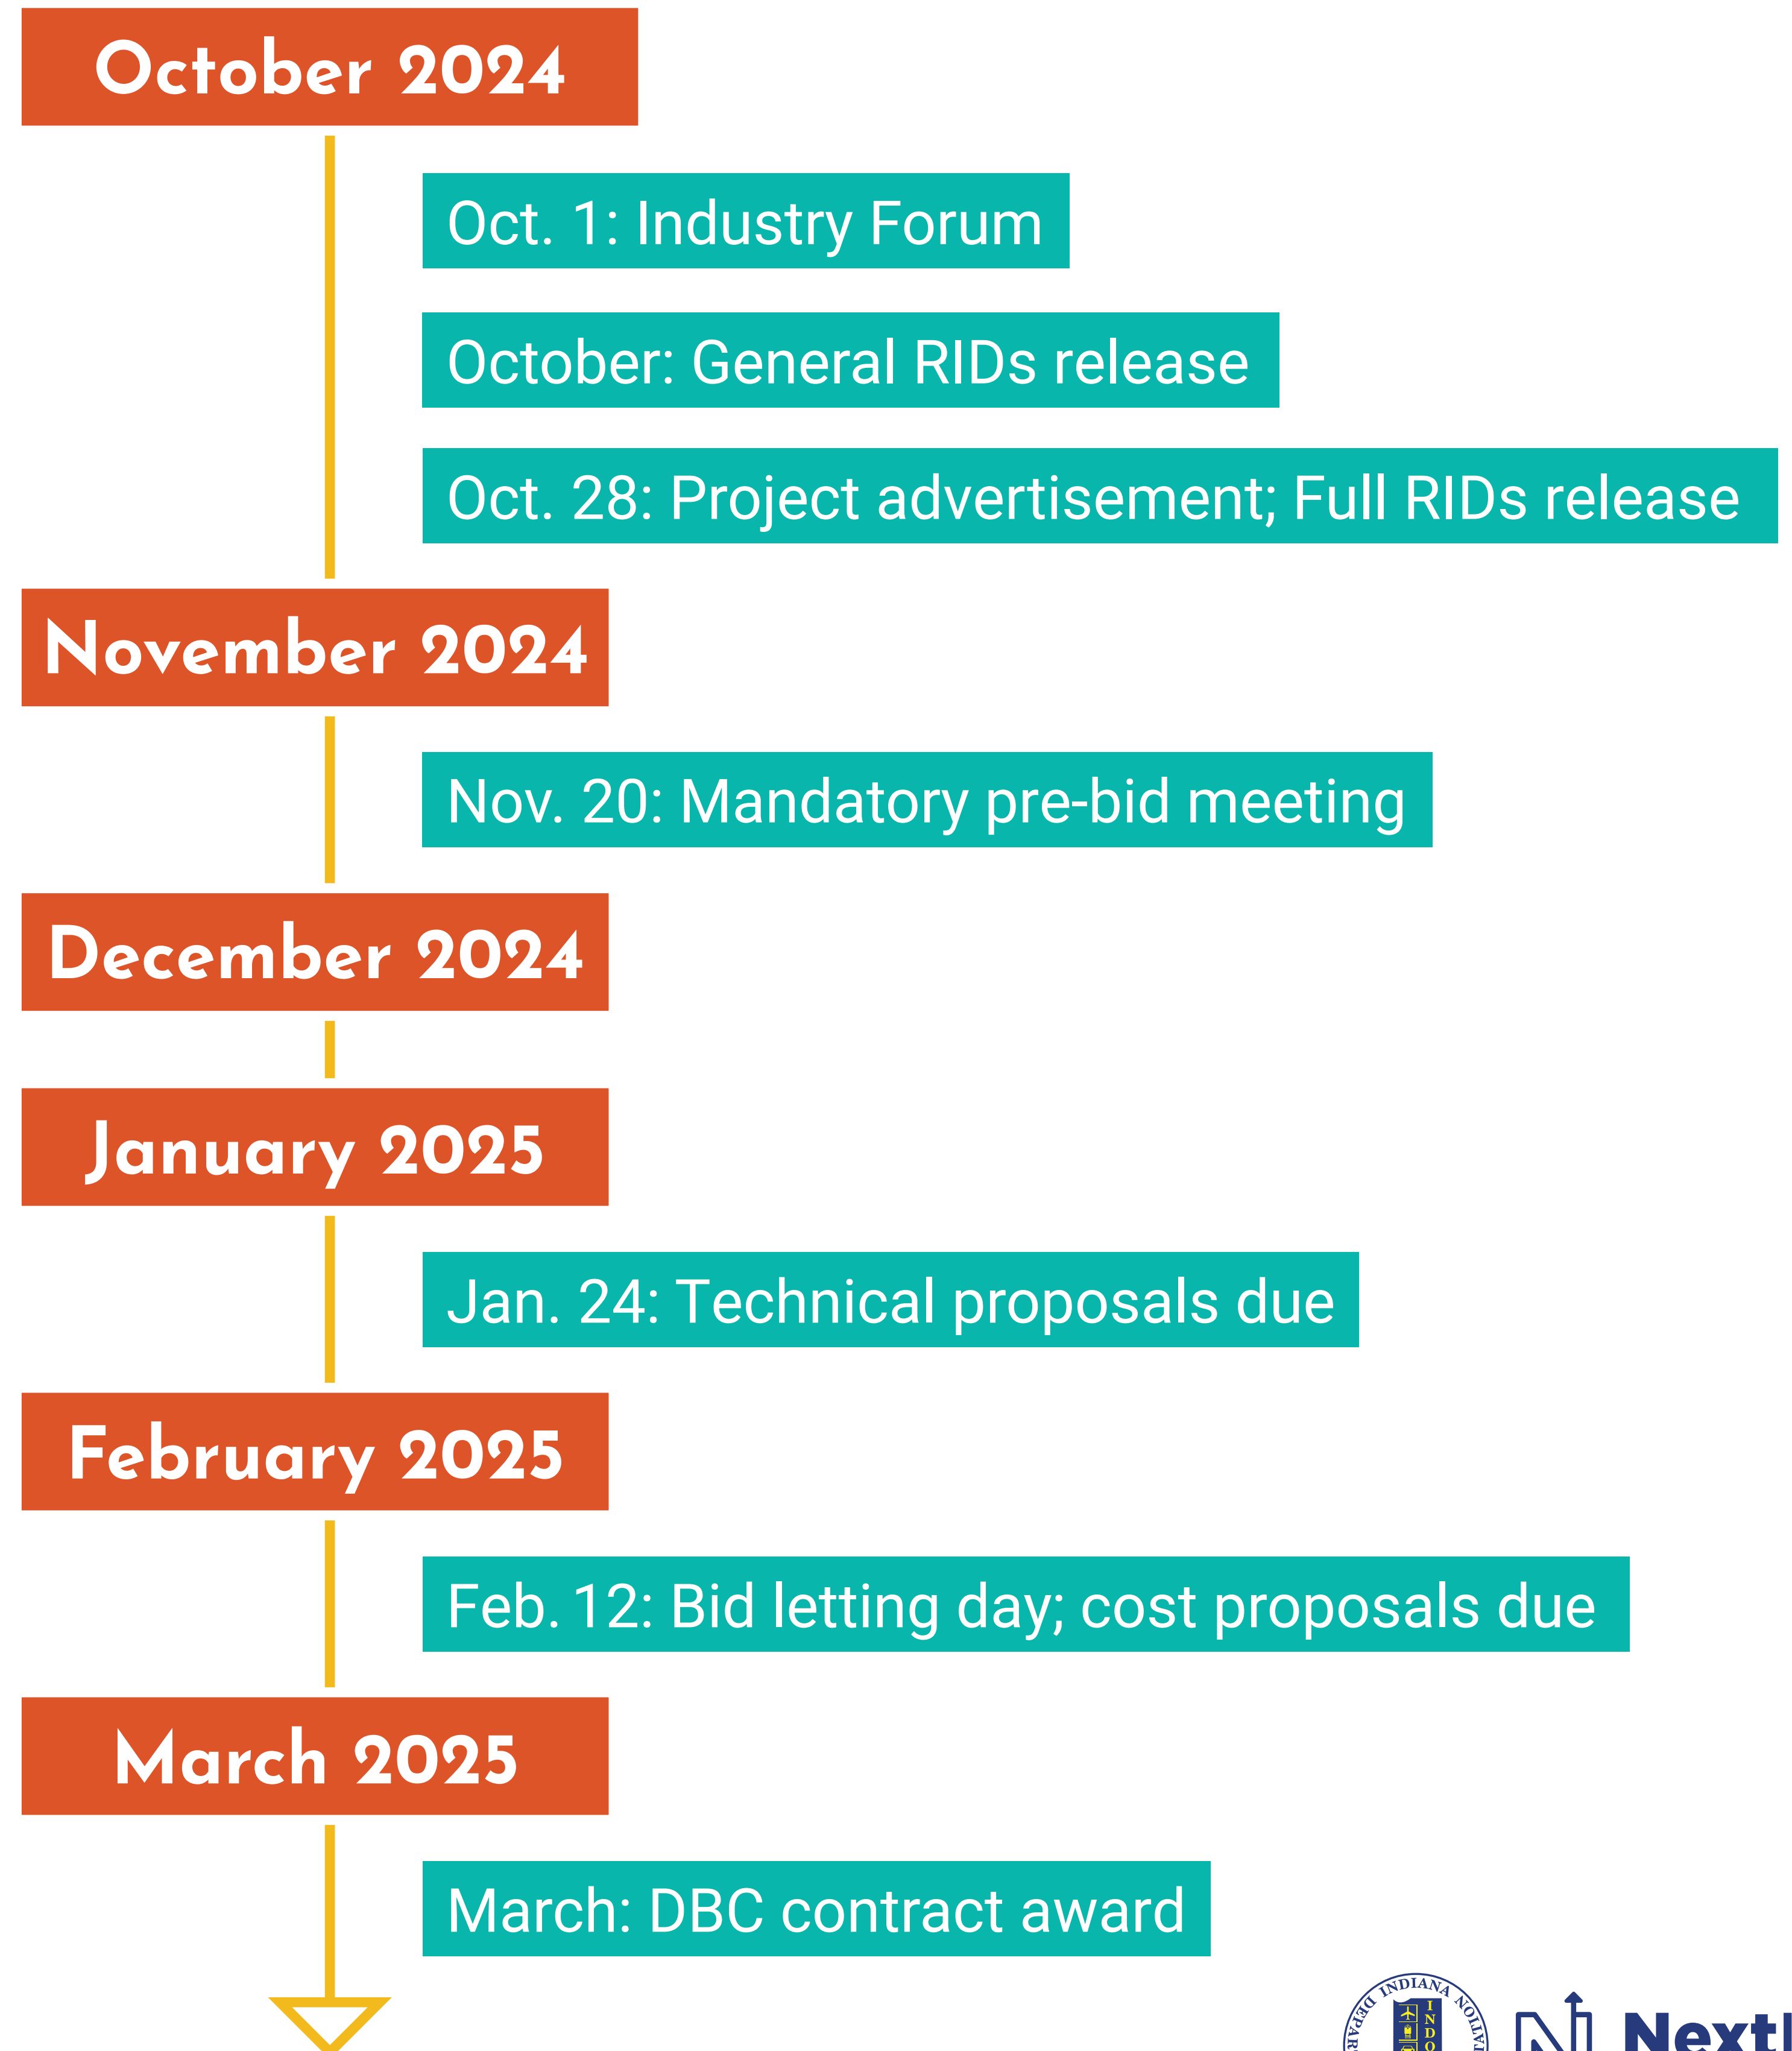 October 2024
Oct. 1: Industry Forum
October: General RIDs release
Oct. 28: Project advertisement; Full RIDs release
November 2024
Nov. 20: Mandatory pre-bid meeting
December 2024
January 2025
Jan. 24: Technical proposals due
February 2025
Feb. 12: Bid letting day; cost proposals due
March 2025
March: DBC contract award
INDIANA